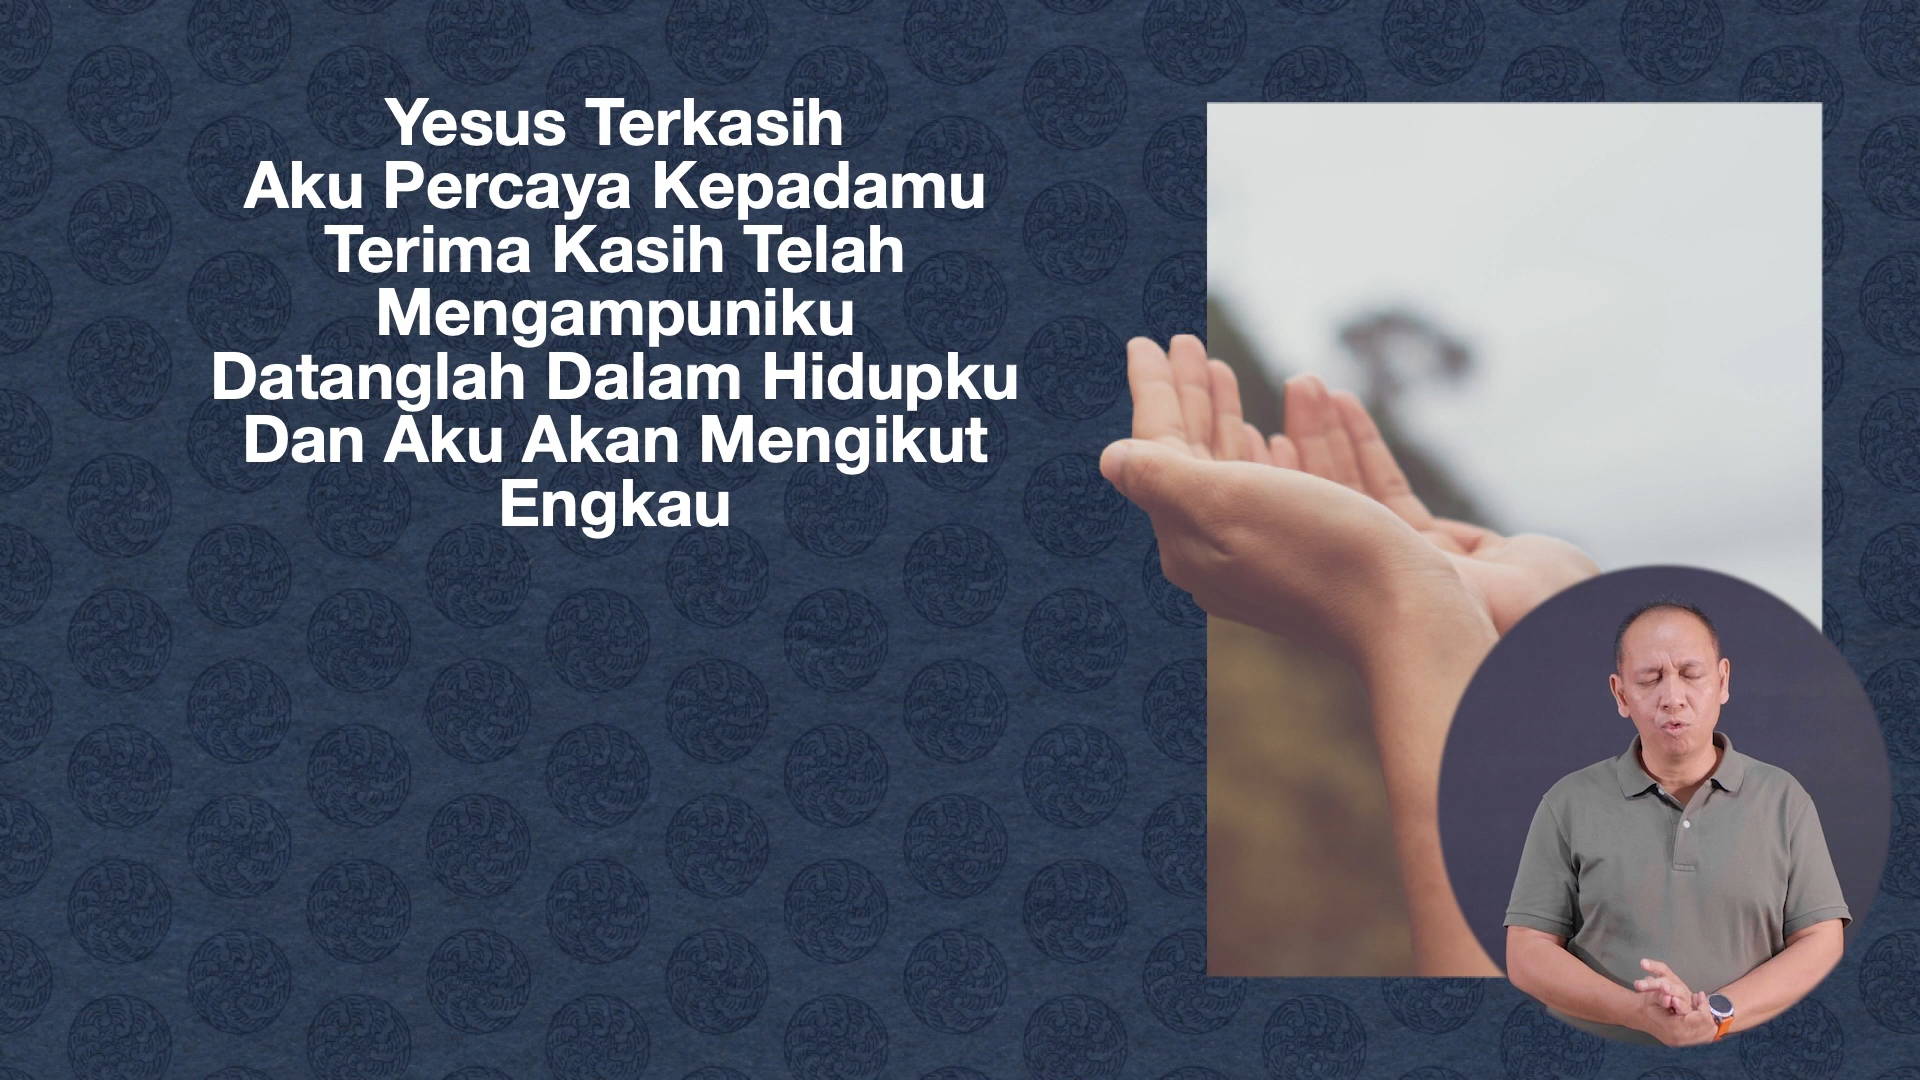 Yesus Terkasih
Aku Percaya Kepadamu
Terima Kasih Telah
Mengampuniku
Datanglah Dalam Hidupku
Dan Aku Akan Mengikut
Engkau